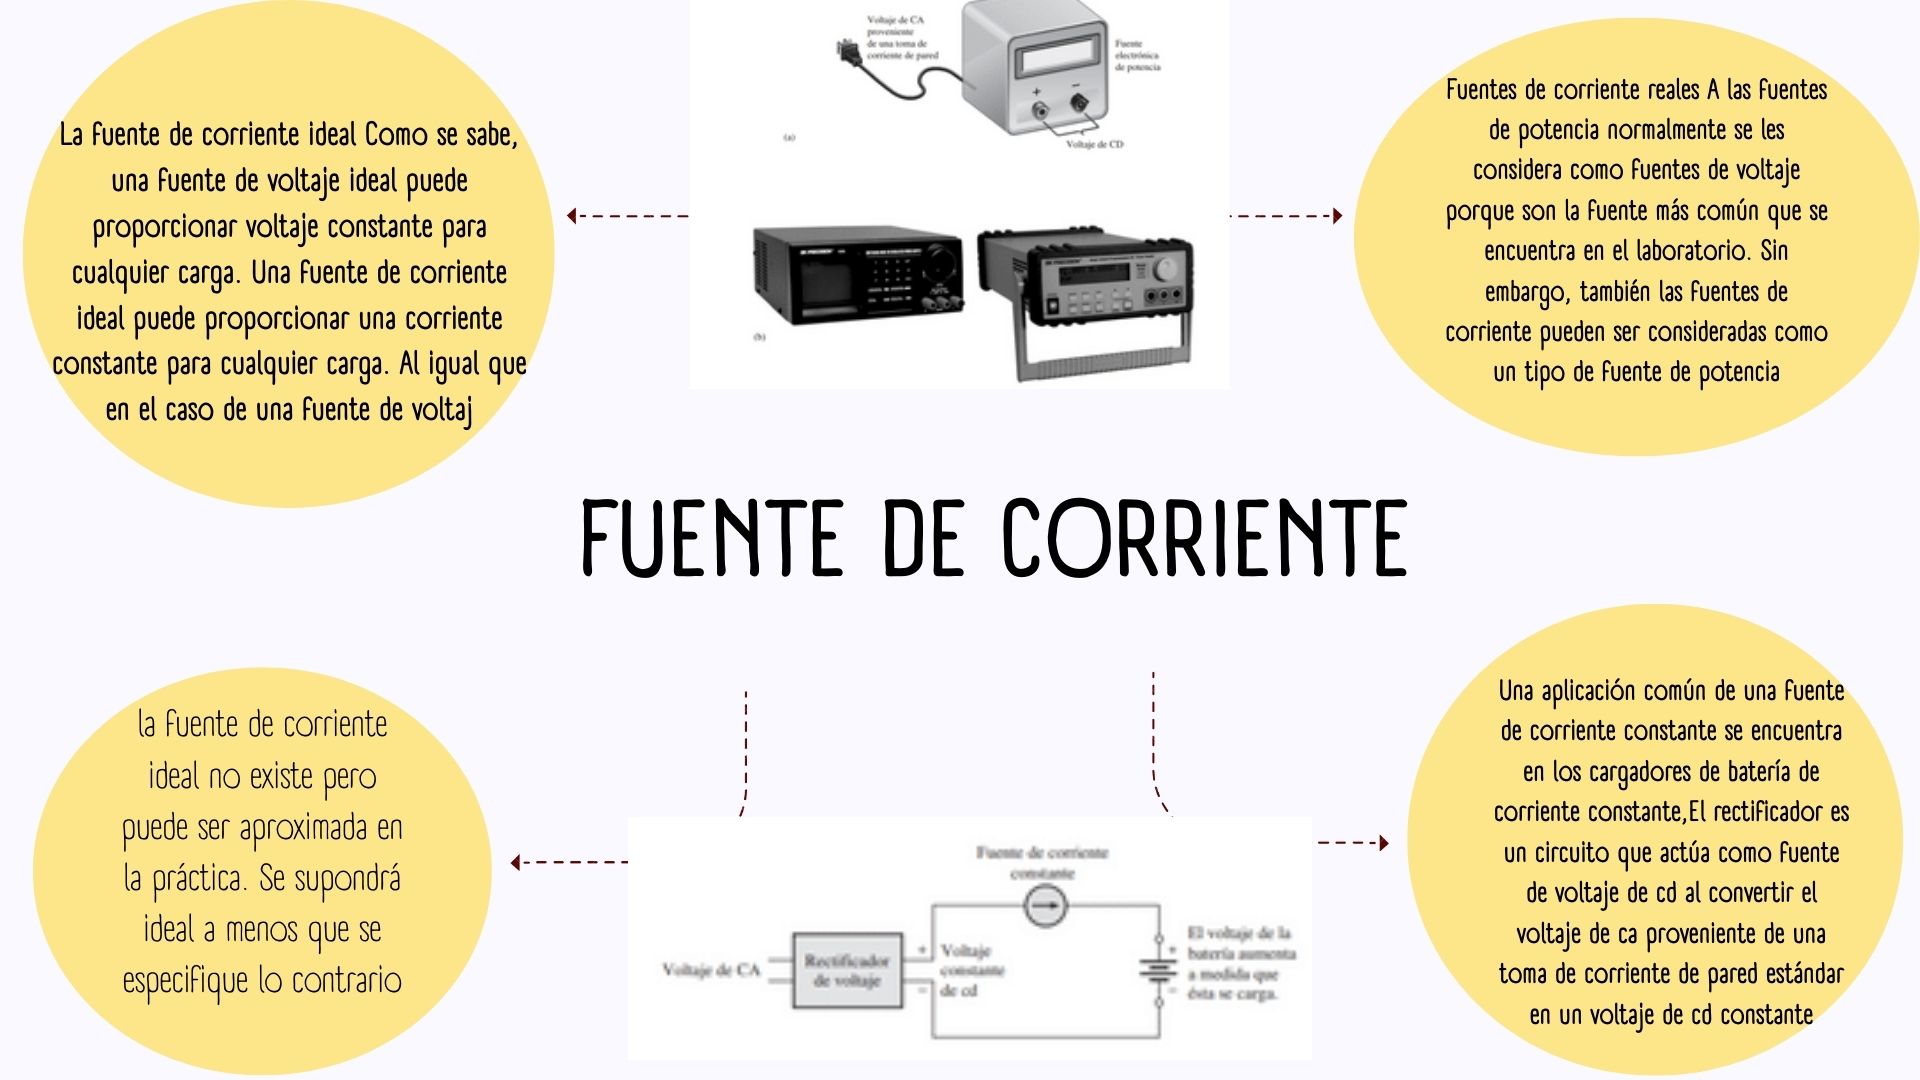 La fuente de corriente ideal Como se sabe,
una fuente de voltaje ideal puede
proporcionar voltaje constante para
cualquier carga. Una fuente de corriente
ideal puede proporcionar una corriente
constante para cualquier carga. Al igual que
en el caso de una fuente de voltaj
Voltaje de CA
proveniente
de una toma de
corriente de pared
Fuente
electrónica
de potencia
+
−
Voltaje de CD
(a)
(b)
Fuentes de corriente reales A las fuentes
de potencia normalmente se les
considera como fuentes de voltaje
porque son la fuente más común que se
encuentra en el laboratorio. Sin
embargo, también las fuentes de
corriente pueden ser consideradas como
un tipo de fuente de potencia
FUENTE DE CORRIENTE
la fuente de corriente
ideal no existe pero
puede ser aproximada en
la práctica. Se supondrá
ideal a menos que se
especifique lo contrario
Fuente de corriente
constante
Voltaje de CA
Rectificador
de voltaje
+
Voltaje
constante
de cd
−
+
−
El voltaje de la
batería aumenta
a medida que
ésta se carga.
Una aplicación común de una fuente
de corriente constante se encuentra
en los cargadores de batería de
corriente constante,El rectificador es
un circuito que actúa como fuente
de voltaje de cd al convertir el
voltaje de ca proveniente de una
toma de corriente de pared estándar
en un voltaje de cd constante